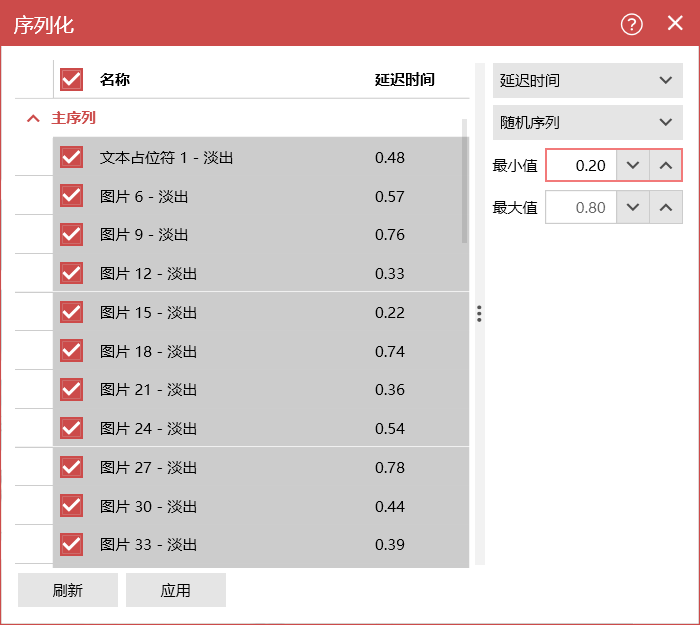 序列化
名称 延迟时间
主序列
文本占位符 1 - 淡出 0.48
图片 6 - 淡出 0.57
图片 9 - 淡出 0.76
图片 12 - 淡出 0.33
图片 15 - 淡出 0.22
图片 18 - 淡出 0.74
图片 21 - 淡出 0.36
图片 24 - 淡出 0.54
图片 27 - 淡出 0.78
图片 30 - 淡出 0.44
图片 33 - 淡出 0.39
延迟时间
随机序列
最小值 0.20
最大值 0.80
刷新 应用